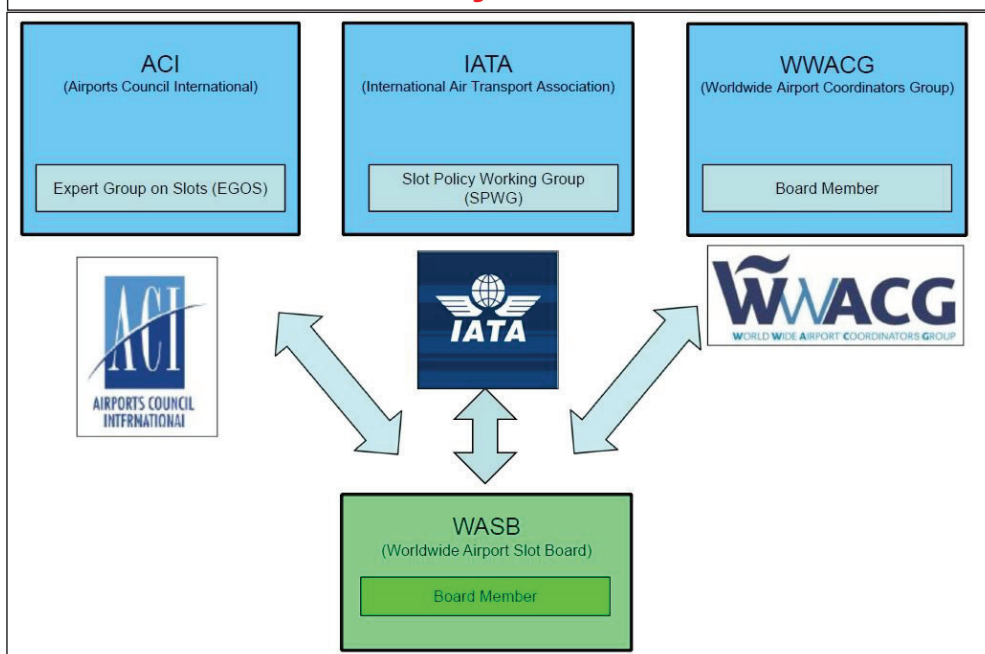 ACI
(Airports Council International)
Expert Group on Slots (EGOS)
IATA
(International Air Transport Association)
Slot Policy Working Group
(SPWG)
WWACG
(Worldwide Airport Coordinators Group)
Board Member
ACI
AIRPORTS COUNCIL
INTERNATIONAL
IATA
WWACG
WORLD WIDE AIRPORT COORDINATORS GROUP
WASB
(Worldwide Airport Slot Board)
Board Member